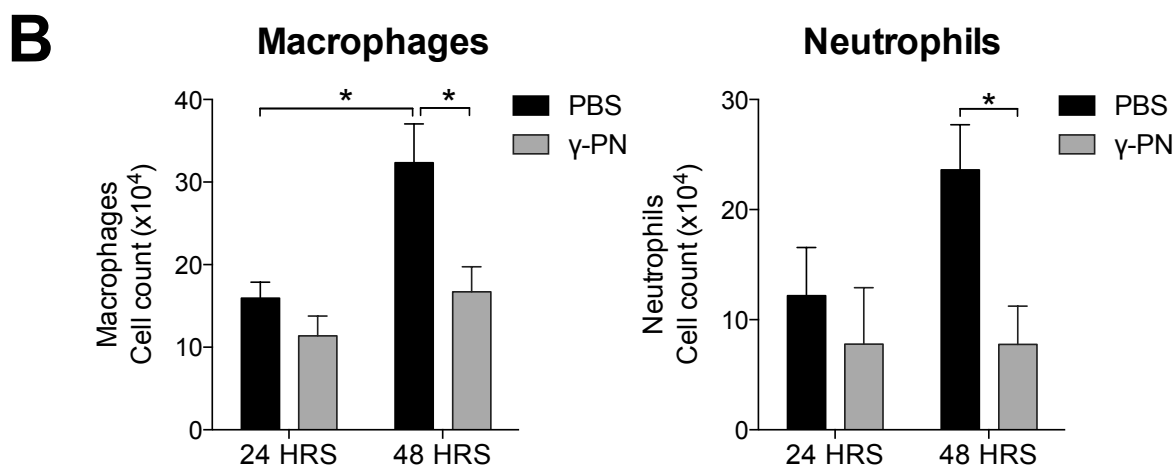 B
Macrophages
Macrophages
Cell count (x10⁴)
40
30
20
10
0
*
*
PBS
γ-PN
24 HRS
48 HRS
Neutrophils
Neutrophils
Cell count (x10⁴)
30
20
10
0
*
PBS
γ-PN
24 HRS
48 HRS